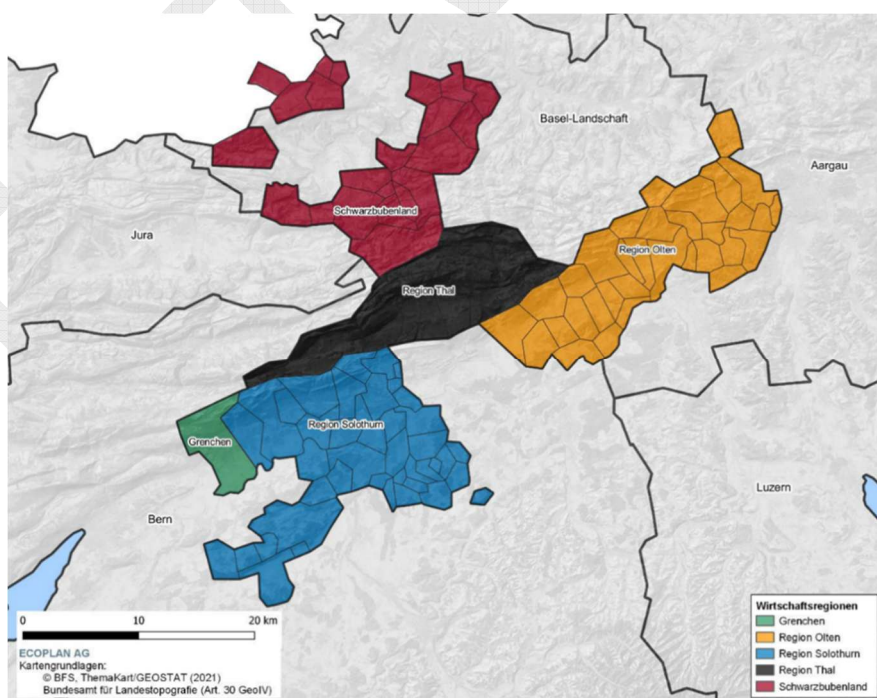 Basel-Landschaft
Aargau
Schwarzbubenland
Jura
Region Olten
Region Thal
Region Solothurn
Grenchen
Luzern
Bern
0 10 20 km
ECOPLAN AG
Kartengrundlagen:
© BFS, ThemaKart/GEOSTAT (2021)
Bundesamt für Landestopografie (Art. 30 GeoIV)
Wirtschaftsregionen
Grenchen
Region Olten
Region Solothurn
Region Thal
Schwarzbubenland